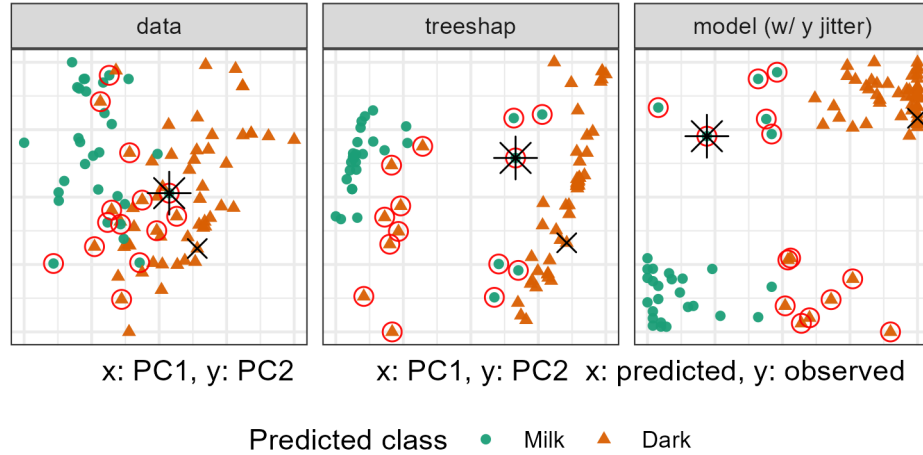 data treeshap model (w/ y jitter)
x: PC1, y: PC2 x: PC1, y: PC2 x: predicted, y: observed
Predicted class Milk Dark